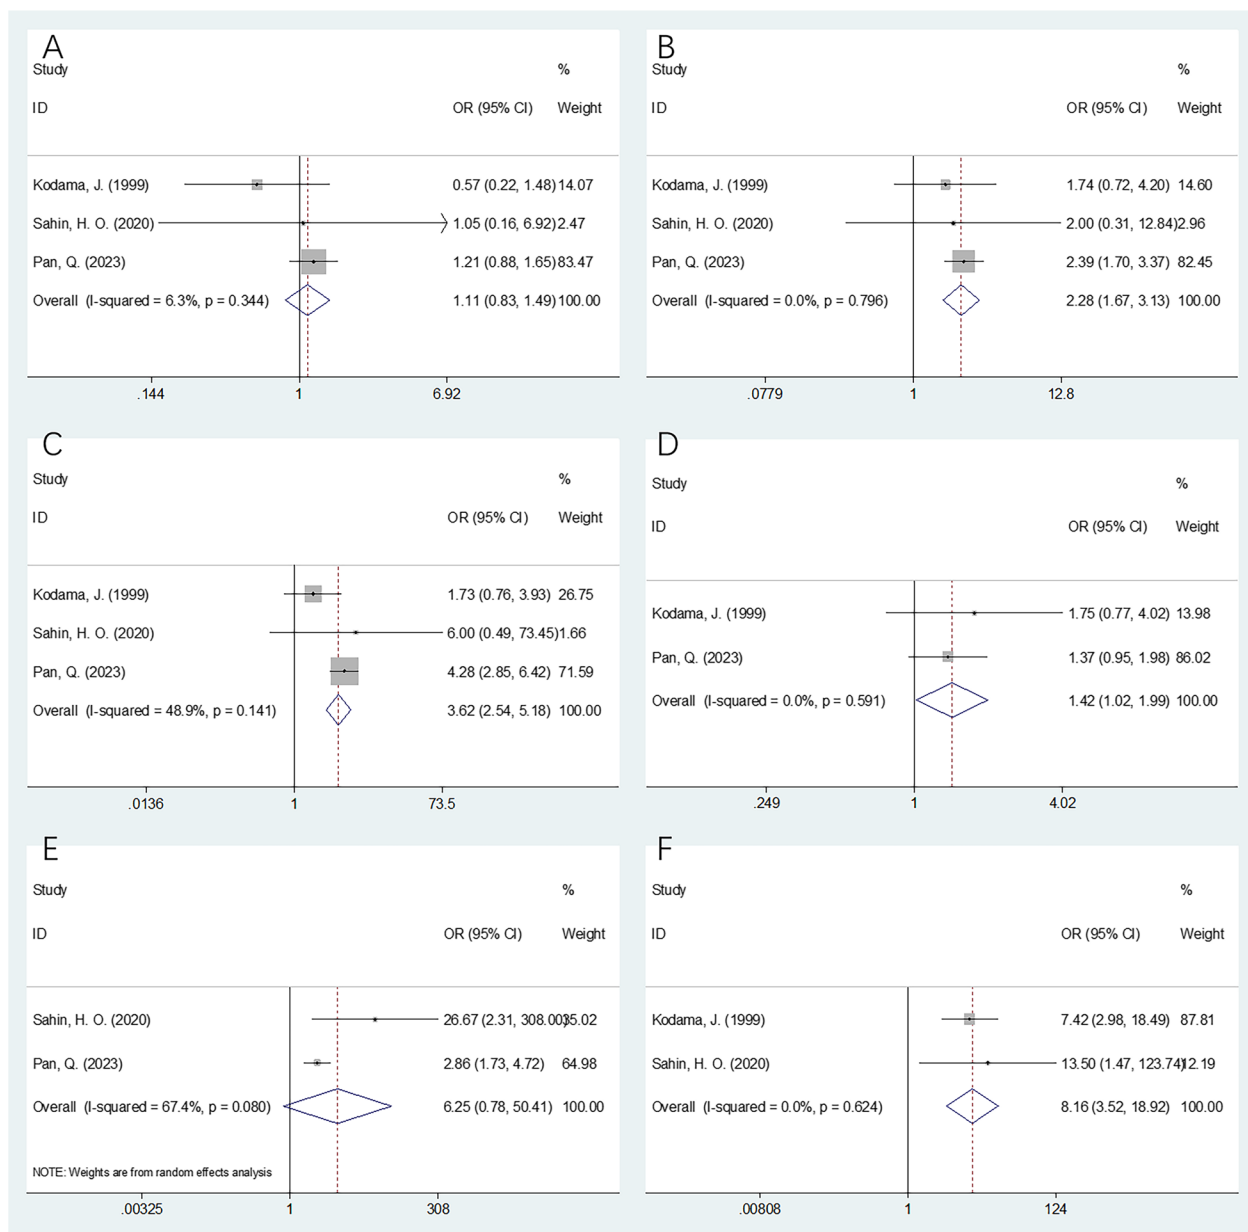 A
Study %
ID OR (95% CI) Weight
Kodama, J. (1999) 0.57 (0.22, 1.48) 14.07
Sahin, H. O. (2020) 1.05 (0.16, 6.92) 2.47
Pan, Q. (2023) 1.21 (0.88, 1.65) 83.47
Overall (I-squared = 6.3%, p = 0.344) 1.11 (0.83, 1.49) 100.00
.144 1 6.92
B
Study %
ID OR (95% CI) Weight
Kodama, J. (1999) 1.74 (0.72, 4.20) 14.60
Sahin, H. O. (2020) 2.00 (0.31, 12.84) 2.96
Pan, Q. (2023) 2.39 (1.70, 3.37) 82.45
Overall (I-squared = 0.0%, p = 0.796) 2.28 (1.67, 3.13) 100.00
.0779 1 12.8
C
Study %
ID OR (95% CI) Weight
Kodama, J. (1999) 1.73 (0.76, 3.93) 26.75
Sahin, H. O. (2020) 6.00 (0.49, 73.45) 1.66
Pan, Q. (2023) 4.28 (2.85, 6.42) 71.59
Overall (I-squared = 48.9%, p = 0.141) 3.62 (2.54, 5.18) 100.00
.0136 1 73.5
D
Study %
ID OR (95% CI) Weight
Kodama, J. (1999) 1.75 (0.77, 4.02) 13.98
Pan, Q. (2023) 1.37 (0.95, 1.98) 86.02
Overall (I-squared = 0.0%, p = 0.591) 1.42 (1.02, 1.99) 100.00
.249 1 4.02
E
Study %
ID OR (95% CI) Weight
Sahin, H. O. (2020) 26.67 (2.31, 308.00) 35.02
Pan, Q. (2023) 2.86 (1.73, 4.72) 64.98
Overall (I-squared = 67.4%, p = 0.080) 6.25 (0.78, 50.41) 100.00
NOTE: Weights are from random effects analysis
.00325 1 308
F
Study %
ID OR (95% CI) Weight
Kodama, J. (1999) 7.42 (2.98, 18.49) 87.81
Sahin, H. O. (2020) 13.50 (1.47, 123.74) 12.19
Overall (I-squared = 0.0%, p = 0.624) 8.16 (3.52, 18.92) 100.00
.00808 1 124